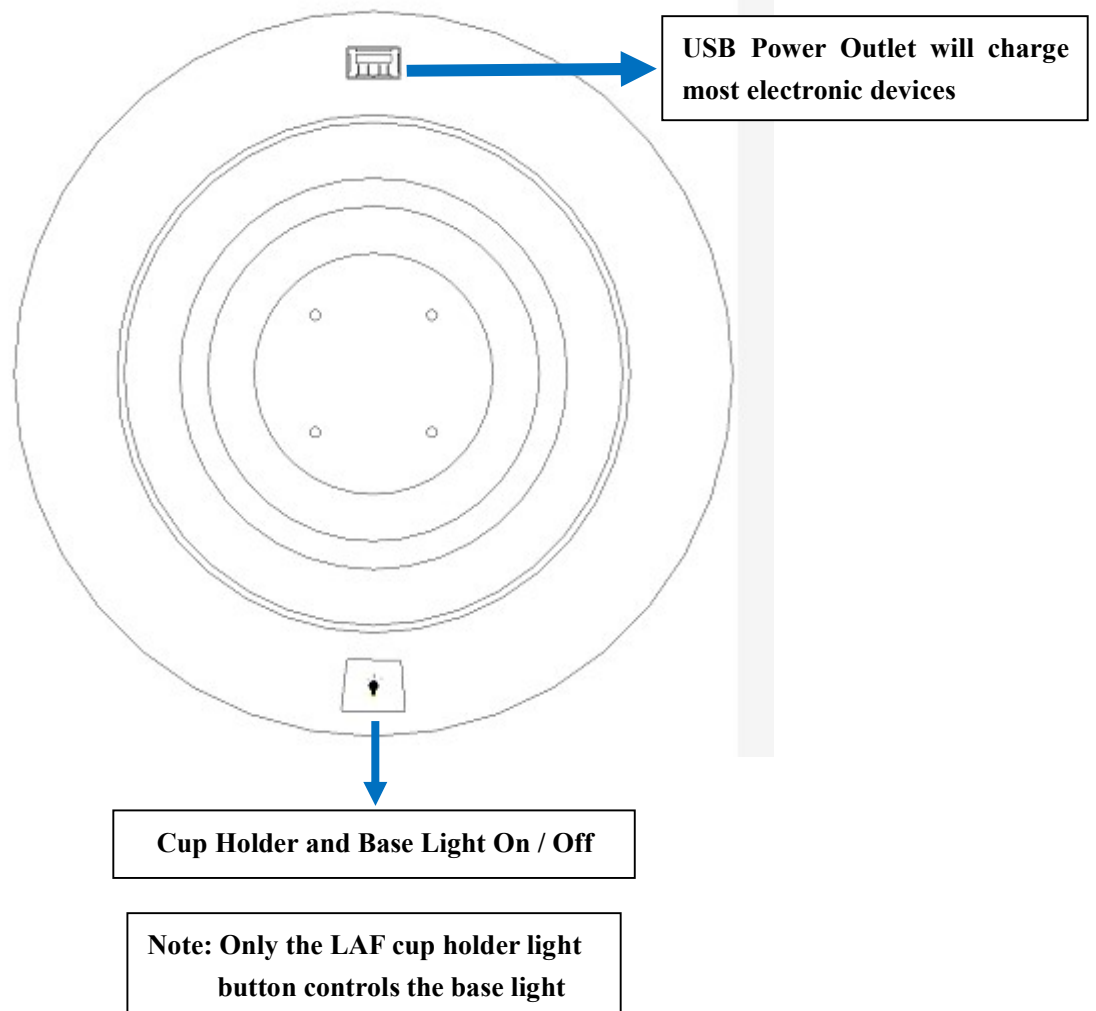 USB Power Outlet will charge
most electronic devices
Cup Holder and Base Light On / Off
Note: Only the LAF cup holder light
button controls the base light